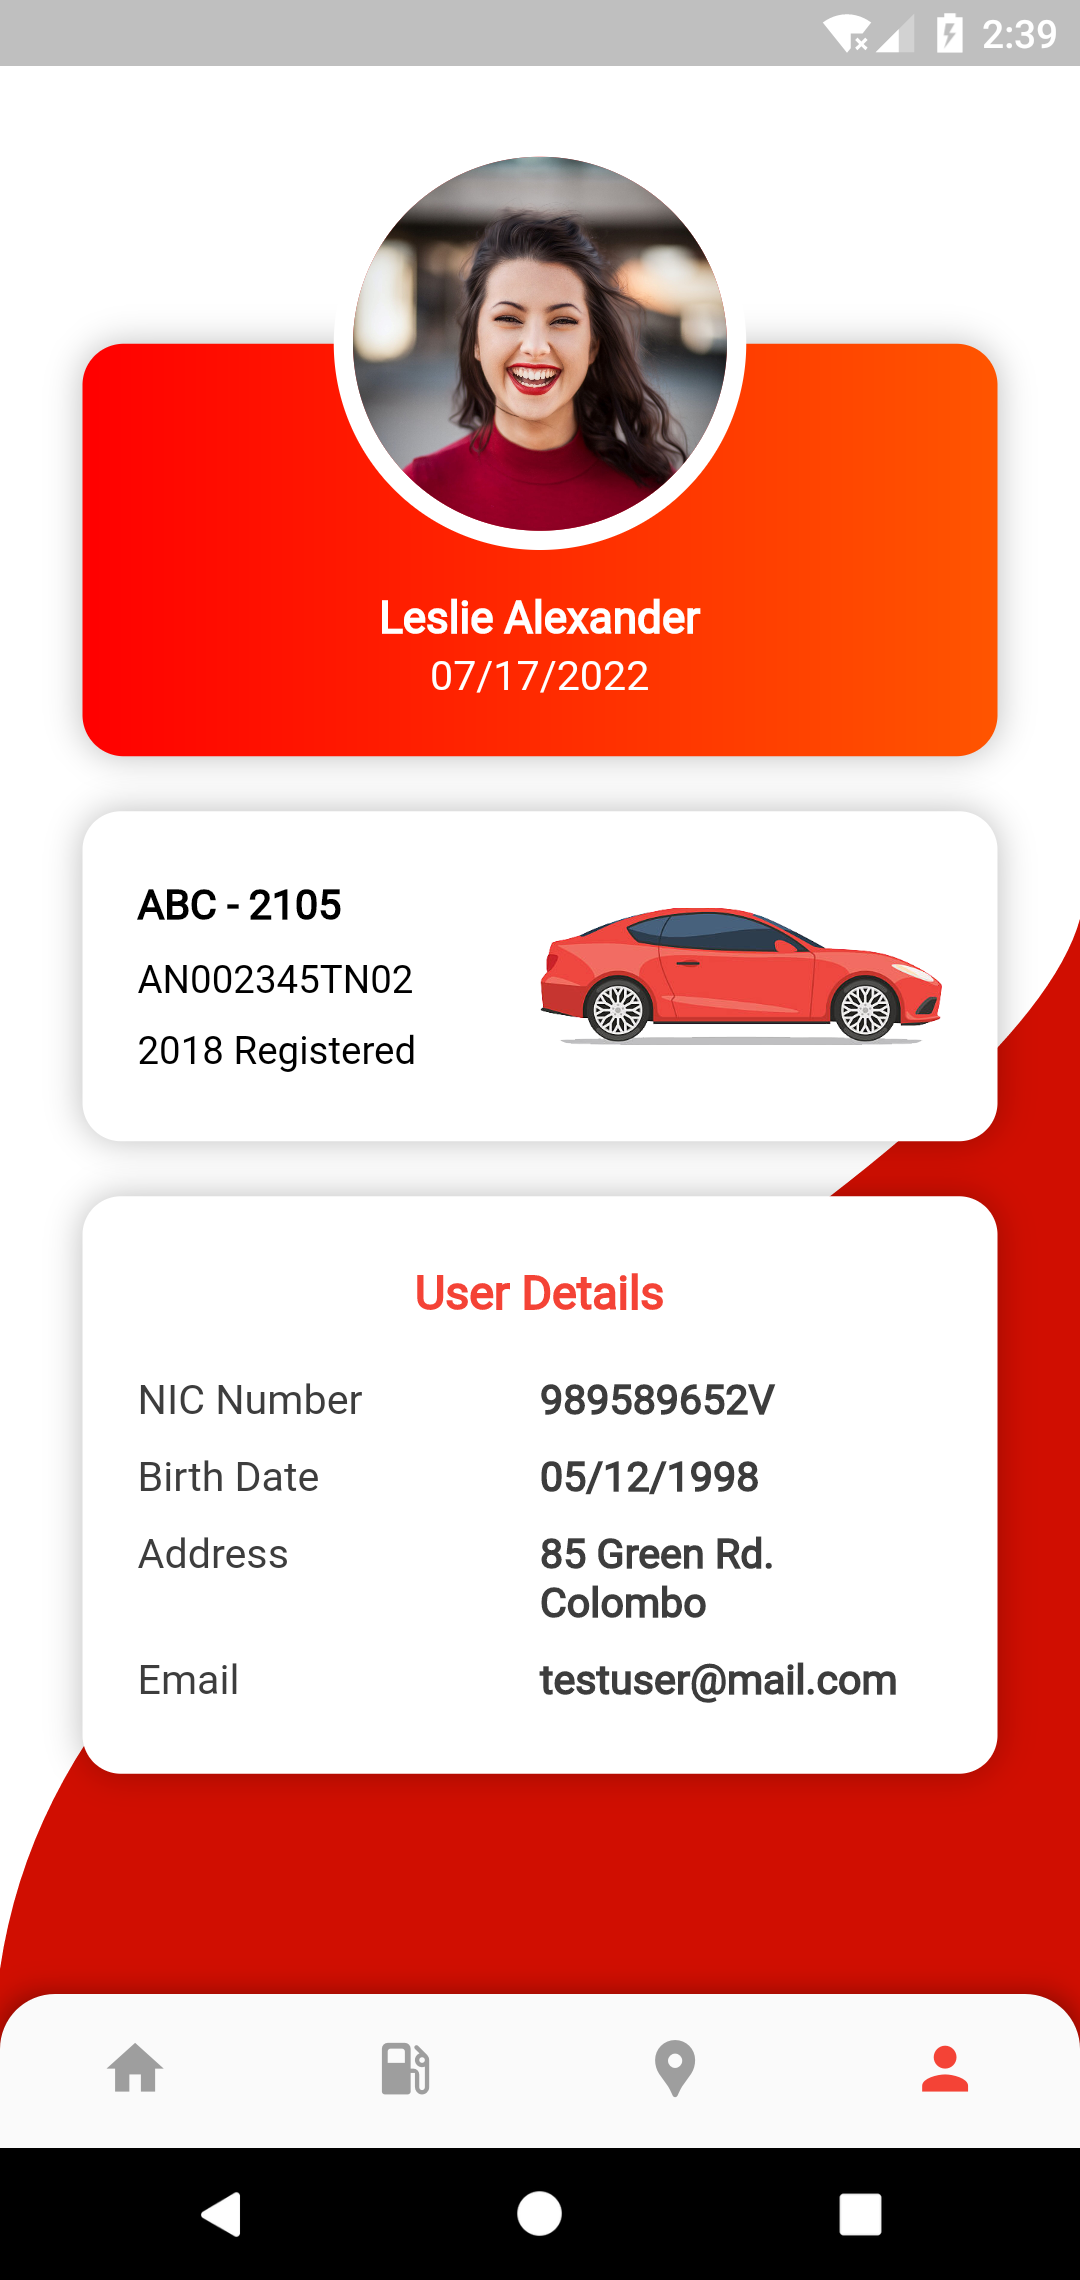 2:39
Leslie Alexander
07/17/2022
ABC - 2105
AN002345TN02
2018 Registered
User Details
NIC Number 989589652V
Birth Date 05/12/1998
Address 85 Green Rd.
Colombo
Email testuser@mail.com